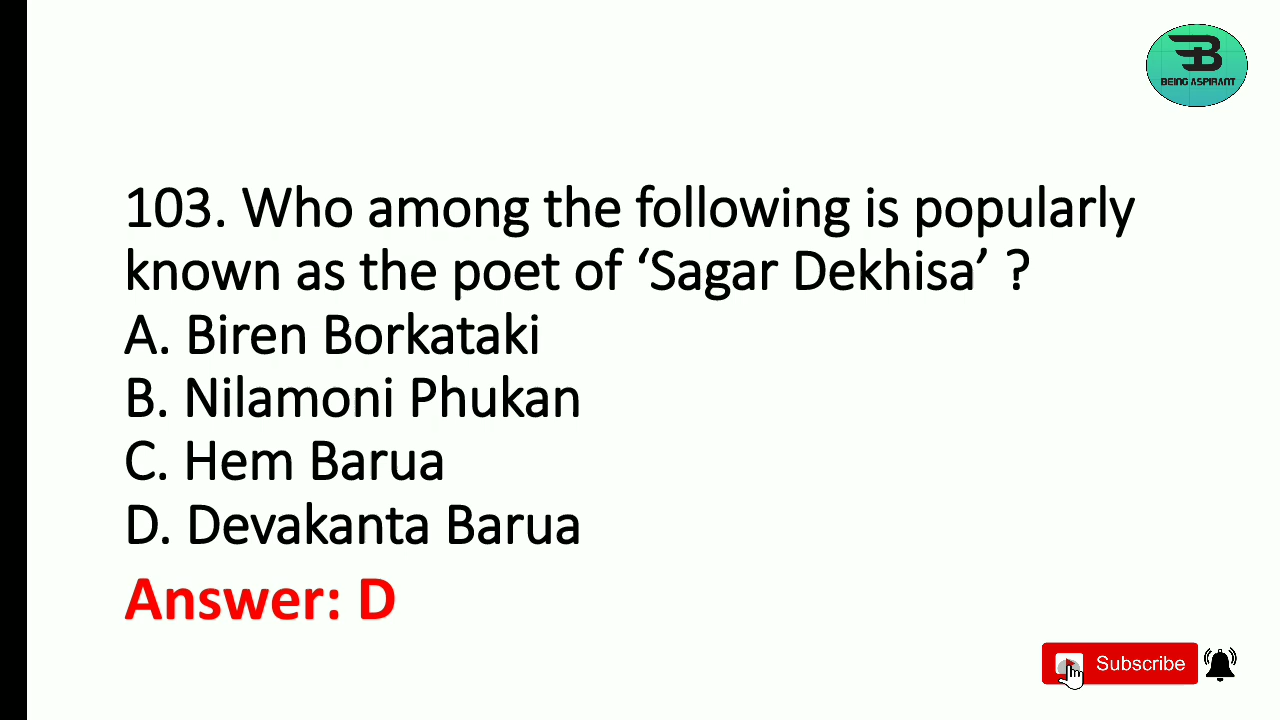 BEING ASPIRANT
103. Who among the following is popularly
known as the poet of ‘Sagar Dekhisa’ ?
A. Biren Borkataki
B. Nilamoni Phukan
C. Hem Barua
D. Devakanta Barua
Answer: D
Subscribe